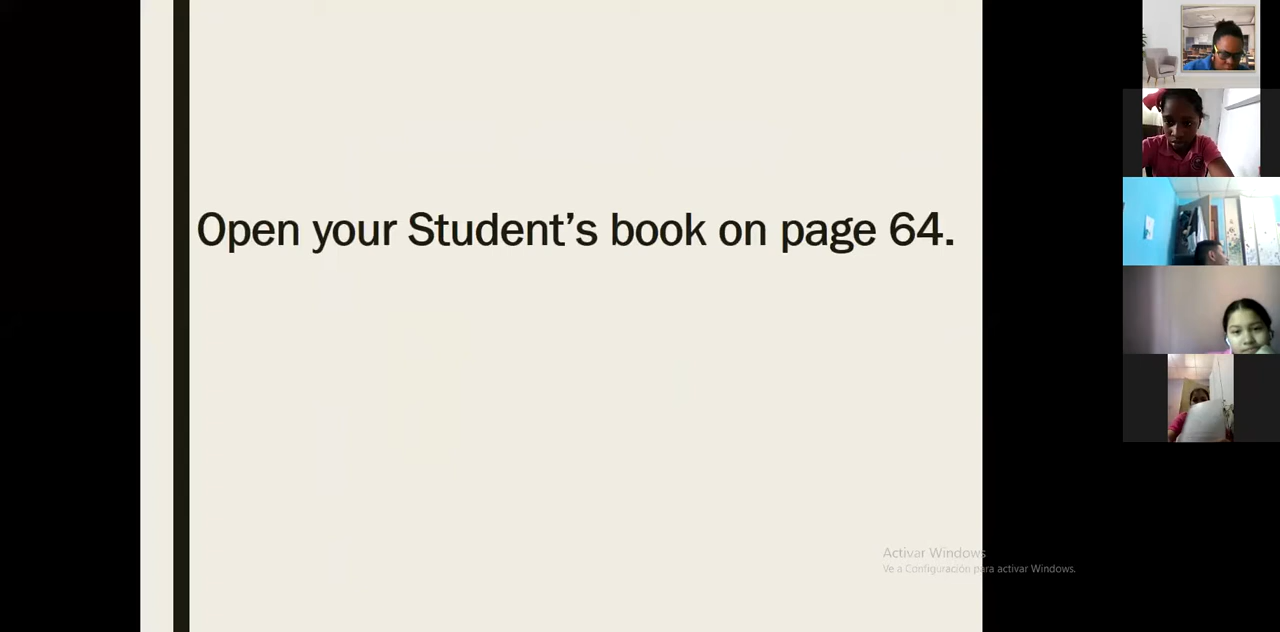 Open your Student’s book on page 64.
Activar Windows
Ve a Configuración para activar Windows.